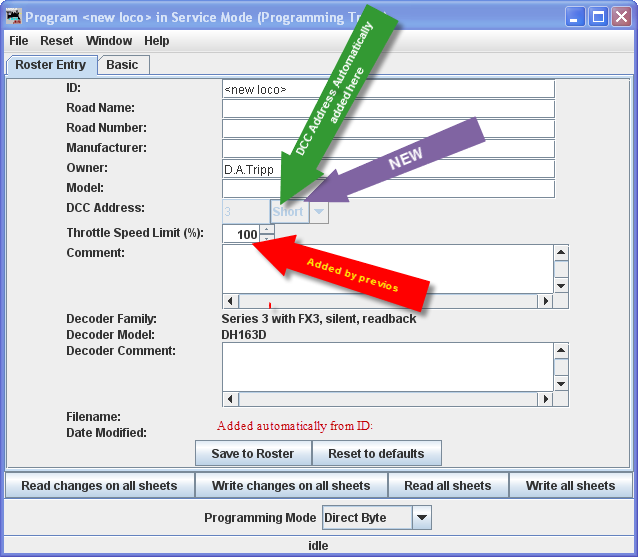 Program <new loco> in Service Mode (Programming Tra
File Reset Window Help
Roster Entry Basic
ID: <new loco>
Road Name:
Road Number:
Manufacturer:
Owner: D.A.Tripp
Model:
DCC Address: 3 Short
Throttle Speed Limit (%): 100
Comment:
DCC Address Automatically
added here
NEW
Added by previos
Decoder Family: Series 3 with FX3, silent, readback
Decoder Model: DH163D
Decoder Comment:
Filename:
Added automatically from ID:
Date Modified:
Save to Roster Reset to defaults
Read changes on all sheets Write changes on all sheets Read all sheets Write all sheets
Programming Mode Direct Byte
idle